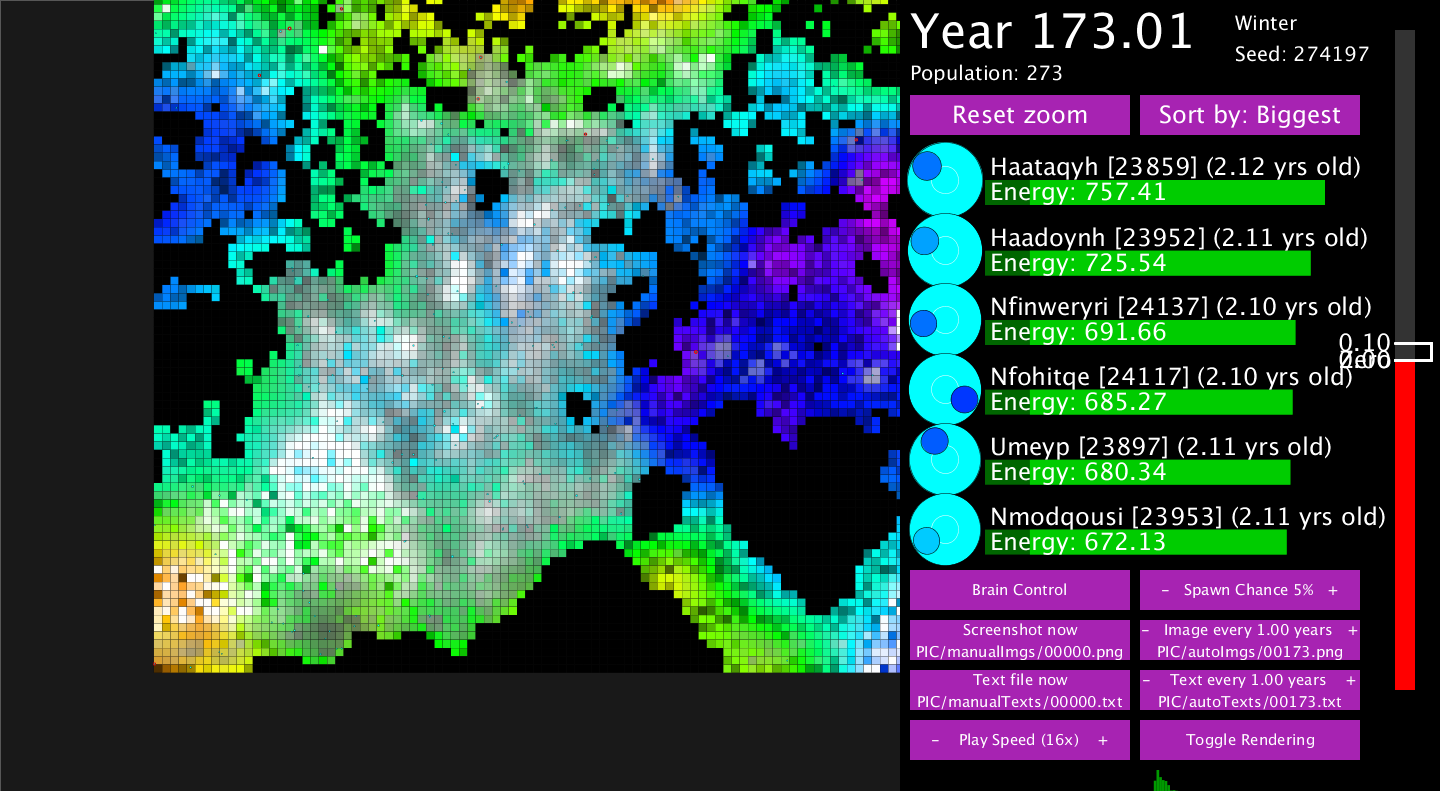 Year 173.01
Winter
Seed: 274197
Population: 273
Reset zoom
Sort by: Biggest
Haataqyh [23859] (2.12 yrs old)
Energy: 757.41
Haadoynh [23952] (2.11 yrs old)
Energy: 725.54
Nfinweryri [24137] (2.10 yrs old)
Energy: 691.66
0.10
Nfohitqe [24117] (2.10 yrs old)
Energy: 685.27
Umeyp [23897] (2.11 yrs old)
Energy: 680.34
Nmodqousi [23953] (2.11 yrs old)
Energy: 672.13
Brain Control
- Spawn Chance 5% +
Screenshot now
PIC/manualImgs/00000.png
- Image every 1.00 years +
PIC/autoImgs/00173.png
Text file now
PIC/manualTexts/00000.txt
- Text every 1.00 years +
PIC/autoTexts/00173.txt
- Play Speed (16x) +
Toggle Rendering